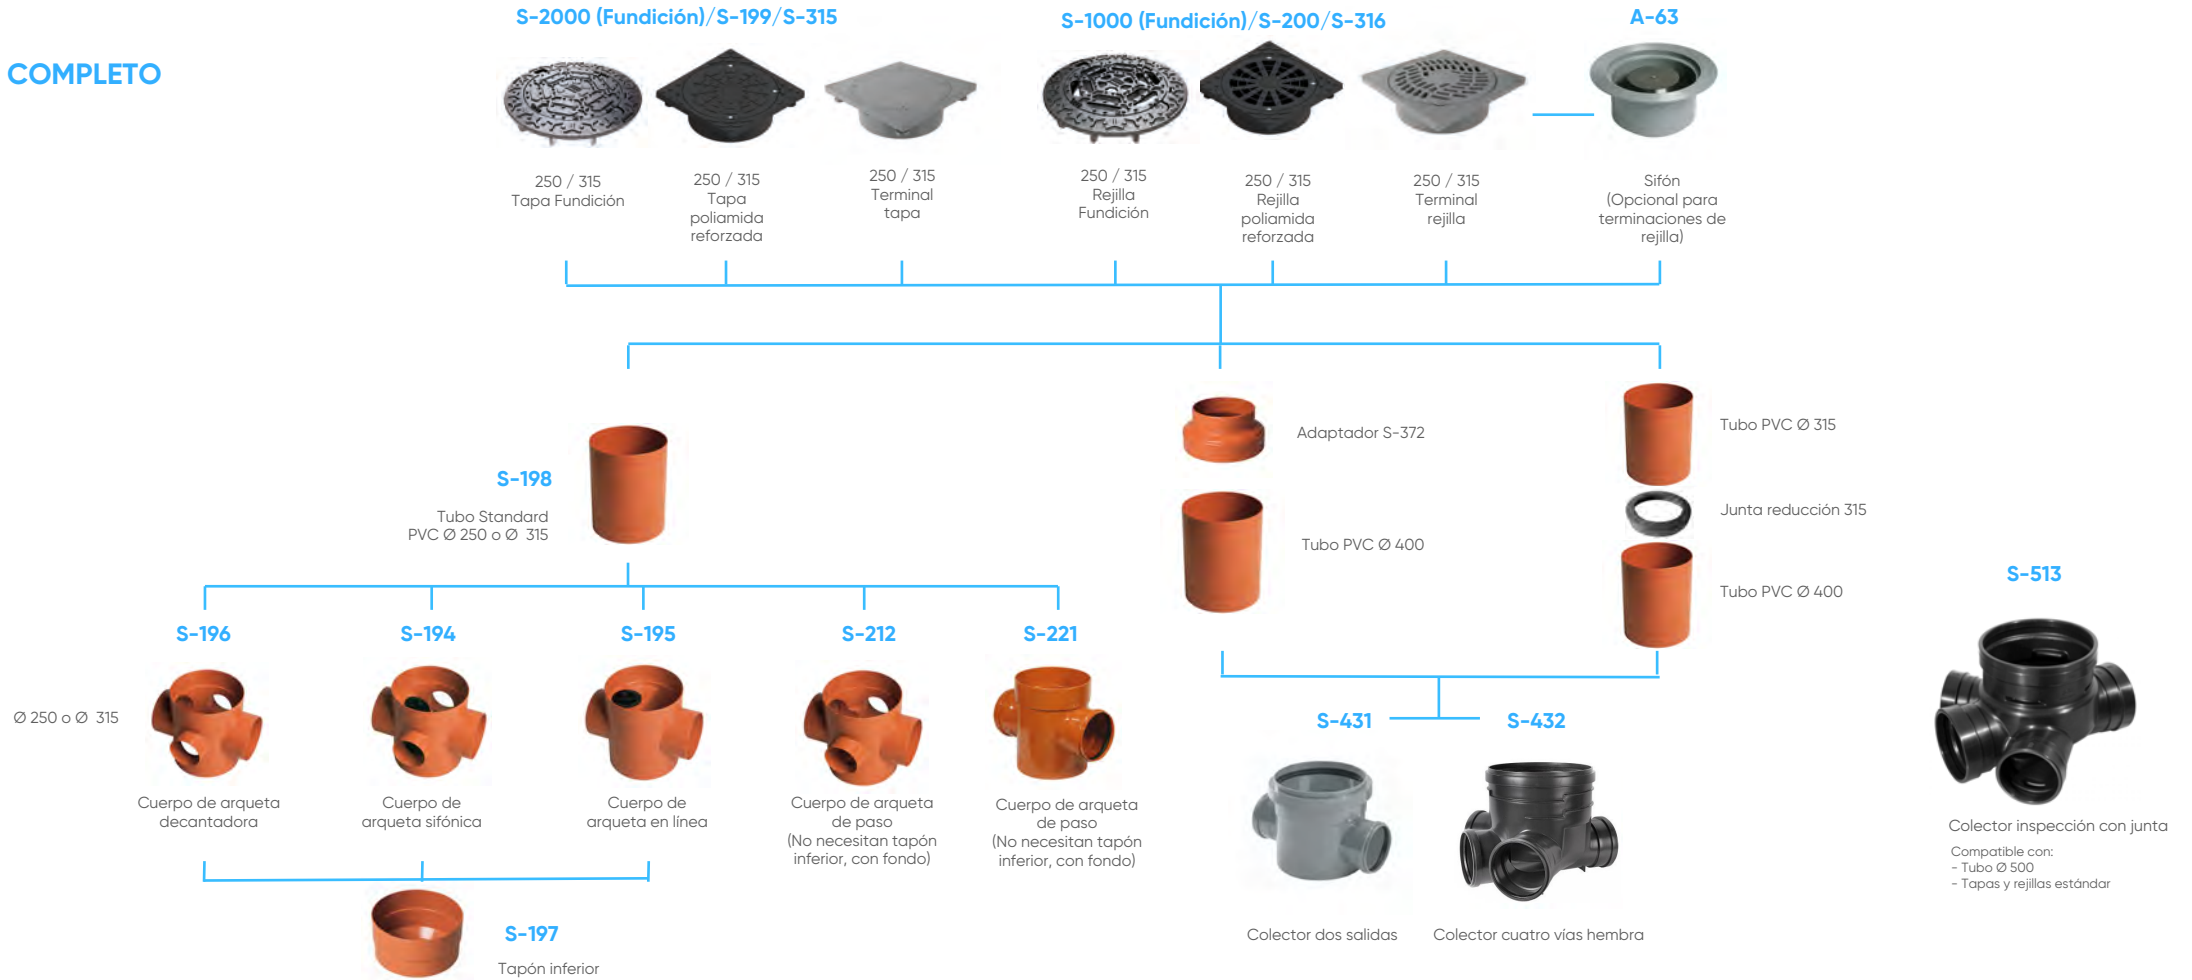 COMPLETO
S-2000 (Fundición)/S-199/S-315
S-1000 (Fundición)/S-200/S-316
A-63
250 / 315
Tapa Fundición
250 / 315
Tapa
poliamida
reforzada
250 / 315
Terminal
tapa
250 / 315
Rejilla
Fundición
250 / 315
Rejilla
poliamida
reforzada
250 / 315
Terminal
rejilla
Sifón
(Opcional para
terminaciones de
rejilla)
S-198
Tubo Standard
PVC Ø 250 o Ø 315
Adaptador S-372
Tubo PVC Ø 400
Tubo PVC Ø 315
Junta reducción 315
Tubo PVC Ø 400
Ø 250 o Ø 315
S-196
Cuerpo de arqueta
decantadora
S-194
Cuerpo de
arqueta sifónica
S-195
Cuerpo de
arqueta en línea
S-212
Cuerpo de arqueta
de paso
(No necesitan tapón
inferior, con fondo)
S-221
Cuerpo de arqueta
de paso
(No necesitan tapón
inferior, con fondo)
S-431
Colector dos salidas
S-432
Colector cuatro vías hembra
S-513
Colector inspección con junta
Compatible con:
- Tubo Ø 500
- Tapas y rejillas estándar
S-197
Tapón inferior